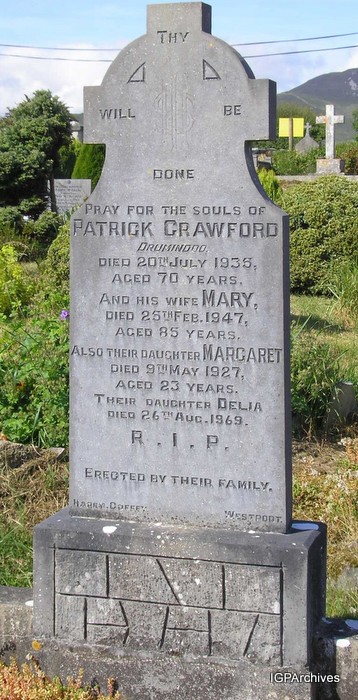 THY
WILL BE
DONE
PRAY FOR THE SOULS OF
PATRICK CRAWFORD
DRUMINDOO,
DIED 20TH JULY 1935,
AGED 70 YEARS.
AND HIS WIFE MARY,
DIED 25TH FEB. 1947,
AGED 85 YEARS.
ALSO THEIR DAUGHTER MARGARET
DIED 9TH MAY 1927,
AGED 23 YEARS.
THEIR DAUGHTER DELIA
DIED 26TH AUG. 1969.
R. I. P.
ERECTED BY THEIR FAMILY.
HARRY WESTPORT
IGPArchives